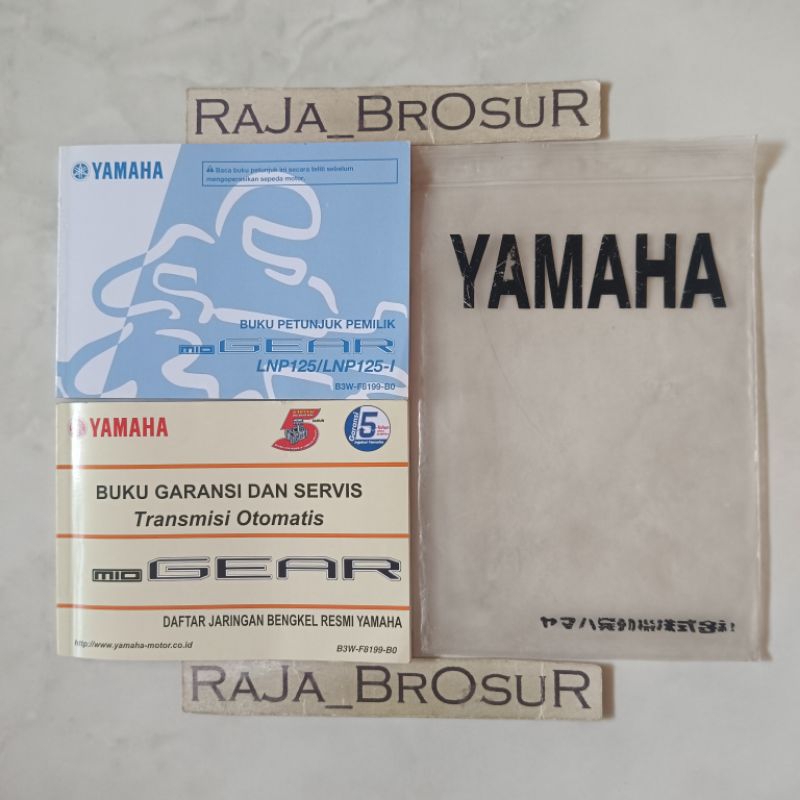 RAJA_BROSUR
YAMAHA
Baca buku petunjuk ini secara teliti sebelum
mengoperasikan sepeda motor.
BUKU PETUNJUK PEMILIK
mio GEAR
LNP125/LNP125-I
B3W-F8199-B0
YAMAHA
5
Garansi 5
BUKU GARANSI DAN SERVIS
Transmisi Otomatis
mio GEAR
DAFTAR JARINGAN BENGKEL RESMI YAMAHA
http://www.yamaha-motor.co.id
B3W-F8199-B0
YAMAHA
ヤマハ発動機株式会社
RAJA_BROSUR